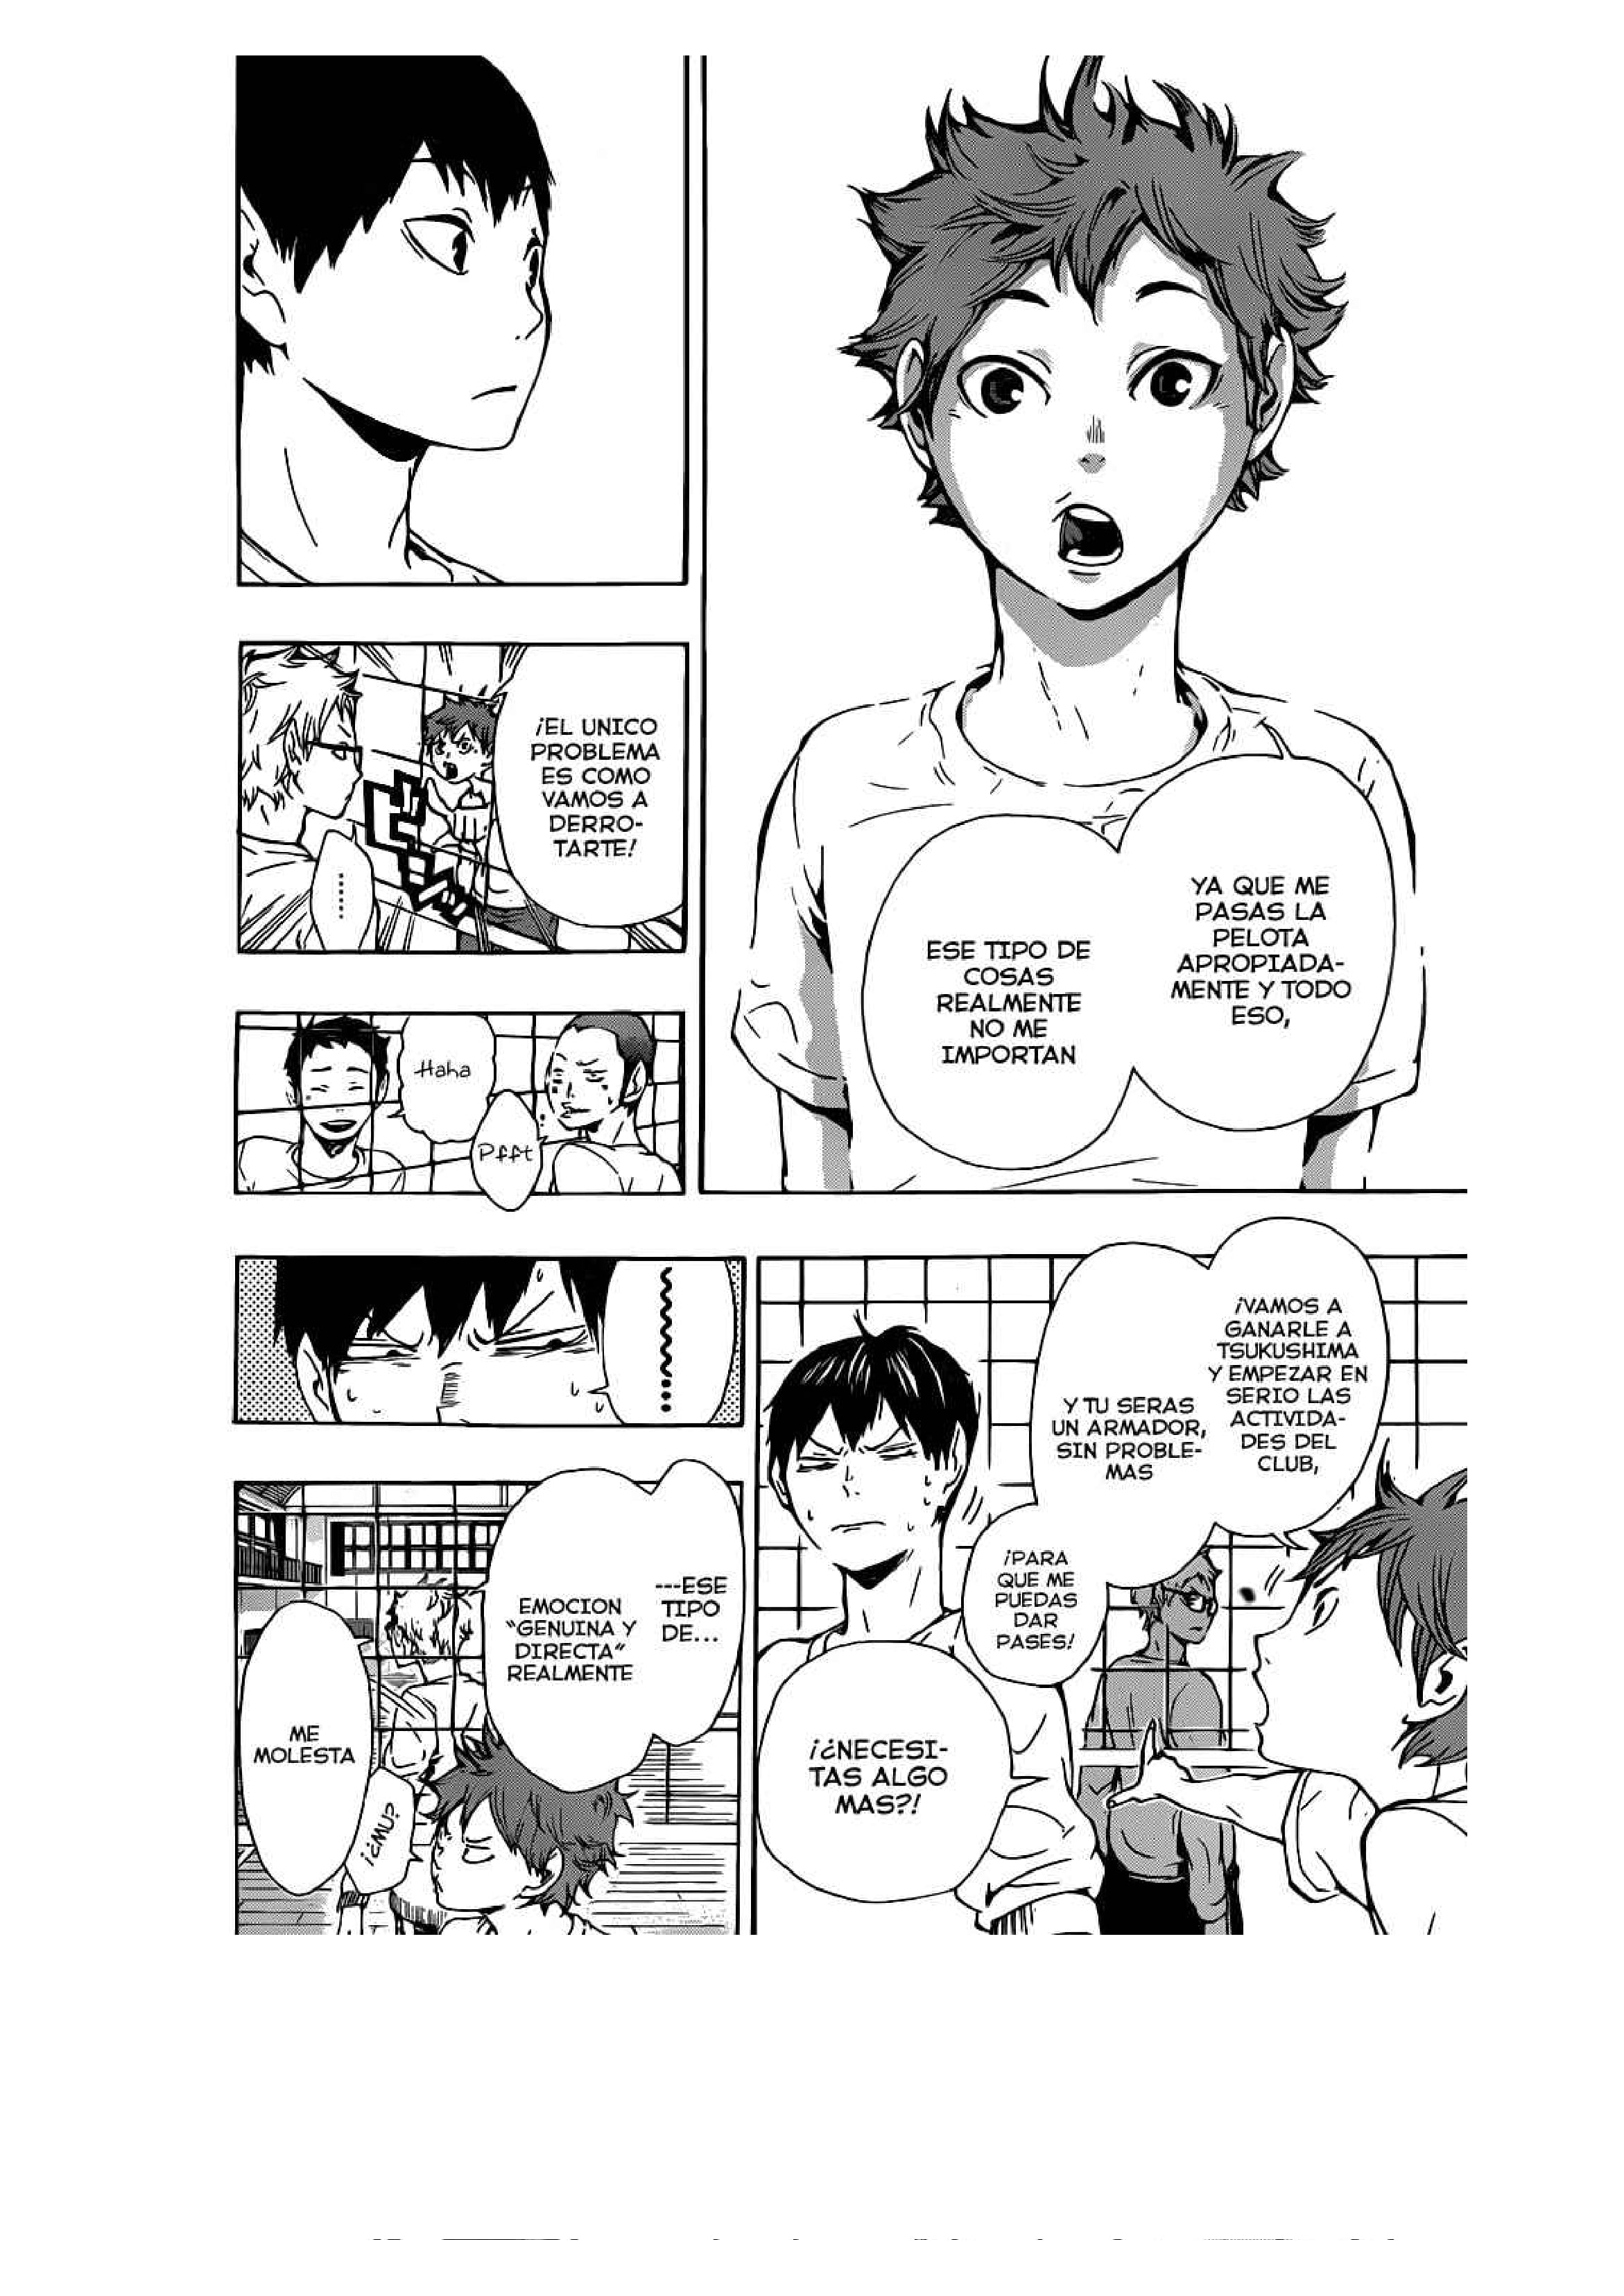 YA QUE ME
PASAS LA
PELOTA
APROPIADA-
MENTE Y TODO
ESO,
ESE TIPO DE
COSAS
REALMENTE
NO ME
IMPORTAN
¡EL UNICO
PROBLEMA
ES COMO
VAMOS A
DERRO-
TARTE!
........
ビシッ
Haha
Pfft
¡VAMOS A
GANARLE A
TSUKUSHIMA
Y EMPEZAR EN
SERIO LAS
ACTIVIDA-
DES DEL
CLUB,
Y TU SERAS
UN ARMADOR,
SIN PROBLE-
MAS
¡PARA
QUE ME
PUEDAS
DAR
PASES!
¡¿NECESI-
TAS ALGO
MAS?!
---ESE
TIPO
DE...
EMOCION
"GENUINA Y
DIRECTA"
REALMENTE
ME
MOLESTA
¡¿MU?